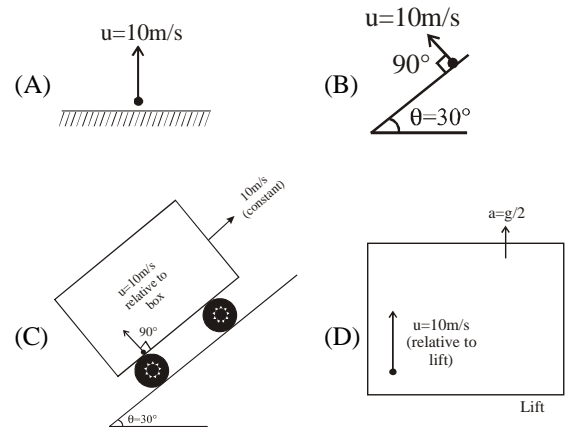 u=10m/s
(A)
u=10m/s
90°
(B)
θ=30°
10m/s
(constant)
u=10m/s
relative to
box
90°
(C)
θ=30°
a=g/2
(D)
u=10m/s
(relative to
lift)
Lift